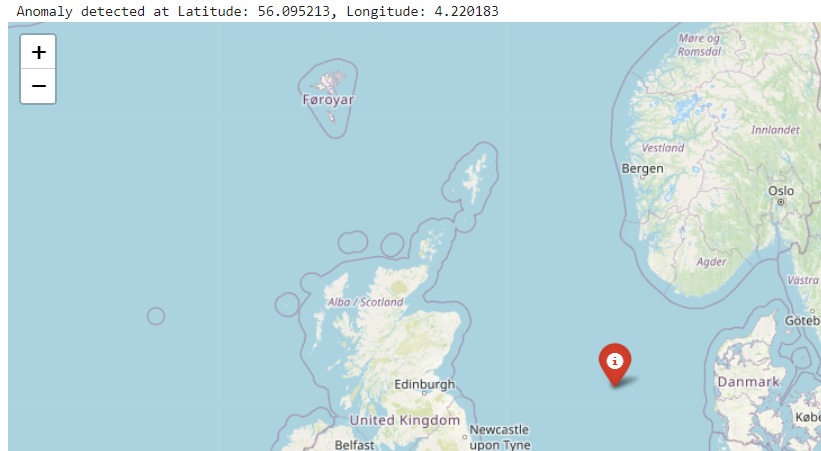 Anomaly detected at Latitude: 56.095213, Longitude: 4.220183
+
−
Møre og
Romsdal
Føroyar
Innlandet
Vestland
Bergen
Oslo
Agder
Västra
Alba / Scotland
Göteb
i
Edinburgh
Danmark
United Kingdom
Købe
Newcastle
upon Tyne
Belfast